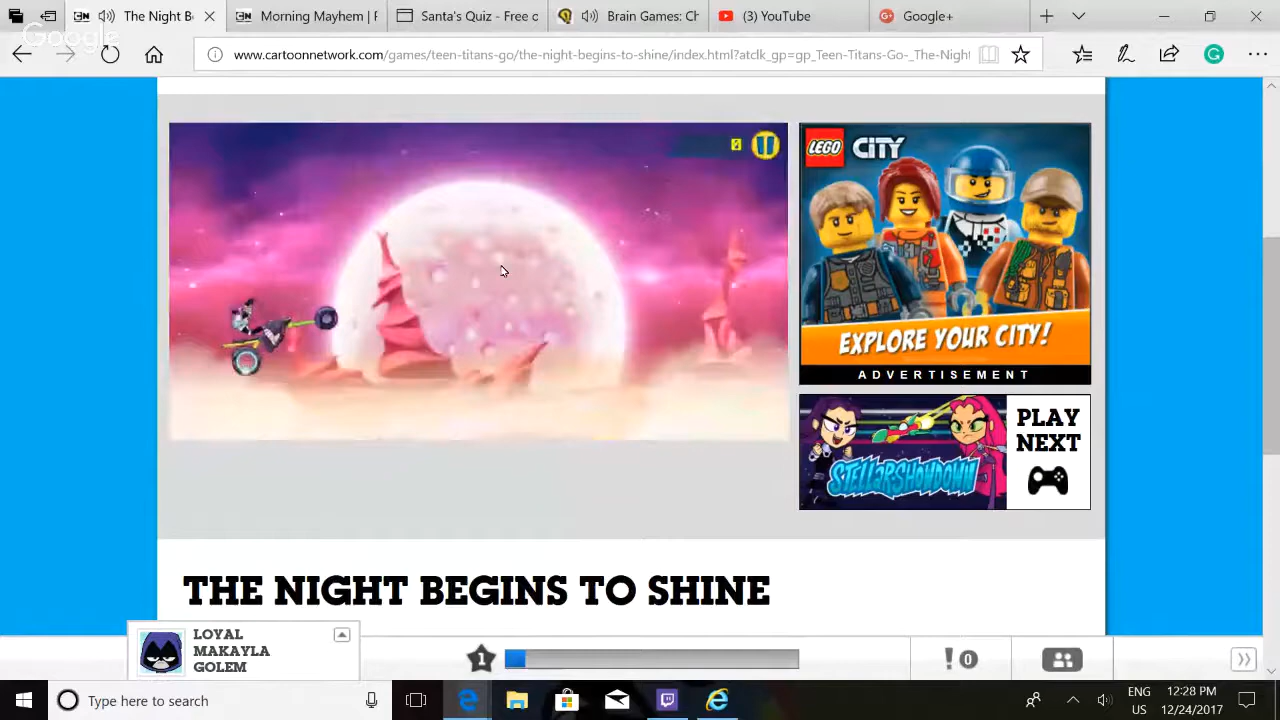 The Night B
Morning Mayhem | F
Santa's Quiz - Free o
Brain Games: Ch
(3) YouTube
Google+
Google
www.cartoonnetwork.com/games/teen-titans-go/the-night-begins-to-shine/index.html?atclk_gp=gp_Teen-Titans-Go-_The-Night
LEGO CITY
EXPLORE YOUR CITY!
ADVERTISEMENT
STELLAR SHOWDOWN
PLAY
NEXT
THE NIGHT BEGINS TO SHINE
LOYAL
MAKAYLA
GOLEM
1
! 0
Type here to search
ENG
US
12:28 PM
12/24/2017